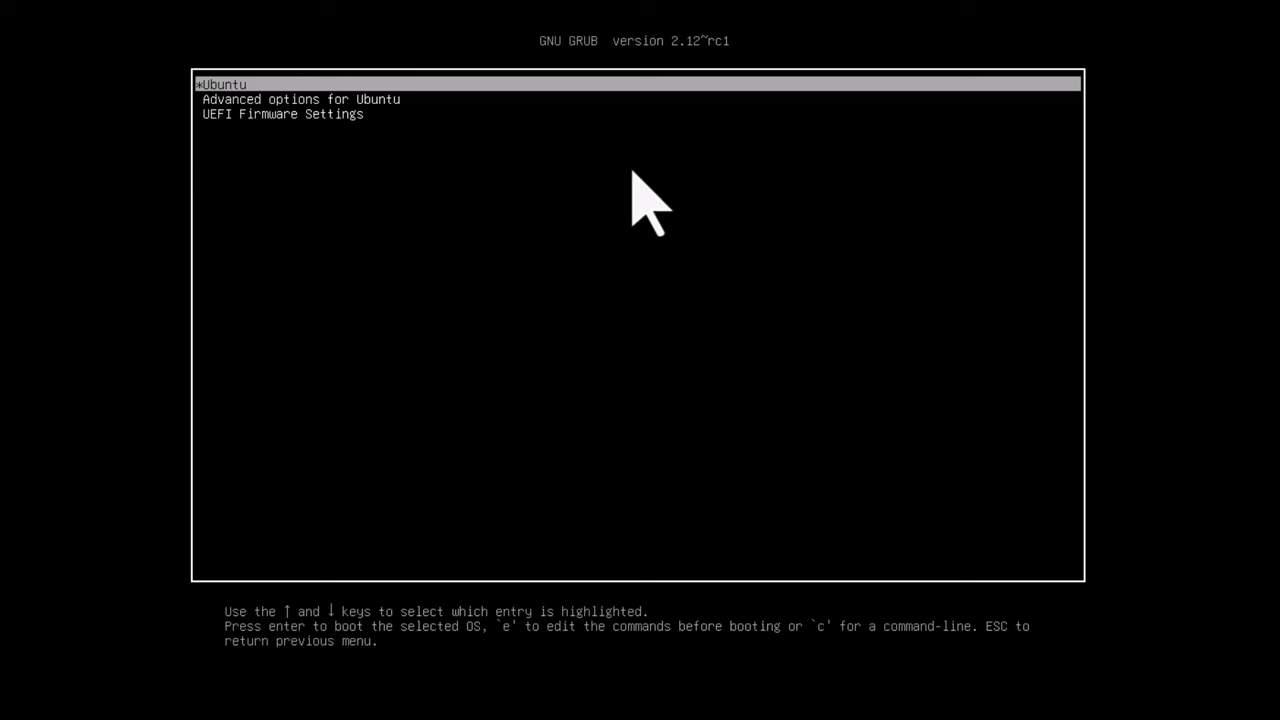 GNU GRUB  version 2.12~rc1
*Ubuntu
Advanced options for Ubuntu
UEFI Firmware Settings
Use the ↑ and ↓ keys to select which entry is highlighted.
Press enter to boot the selected OS, `e' to edit the commands before booting or `c' for a command-line. ESC to
return previous menu.